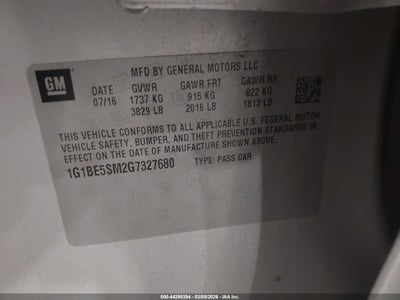 GM
MFD BY GENERAL MOTORS LLC
DATE GVWR GAWR FRT GAWR RR
07/16 1737 KG 915 KG 822 KG
3829 LB 2016 LB 1813 LB
THIS VEHICLE CONFORMS TO ALL APPLICABLE U.S. FEDERAL
VEHICLE SAFETY, BUMPER, AND THEFT PREVENTION STANDARDS
IN EFFECT ON THE DATE OF MANUFACTURE SHOWN ABOVE.
1G1BE5SM2G7327680 TYPE: PASS CAR
000-44295384 - 02/05/2026 - IAA Inc.